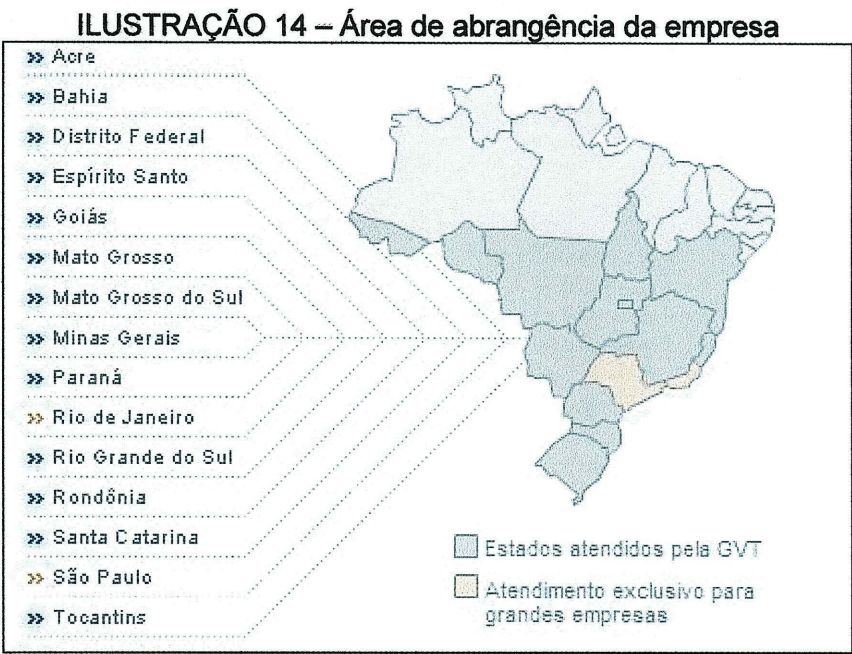 ILUSTRAÇÃO 14 – Área de abrangência da empresa
» Acre
» Bahia
» Distrito Federal
» Espírito Santo
» Goiás
» Mato Grosso
» Mato Grosso do Sul
» Minas Gerais
» Paraná
» Rio de Janeiro
» Rio Grande do Sul
» Rondônia
» Santa Catarina
» São Paulo
» Tocantins
Estados atendidos pela GVT
Atendimento exclusivo para
grandes empresas